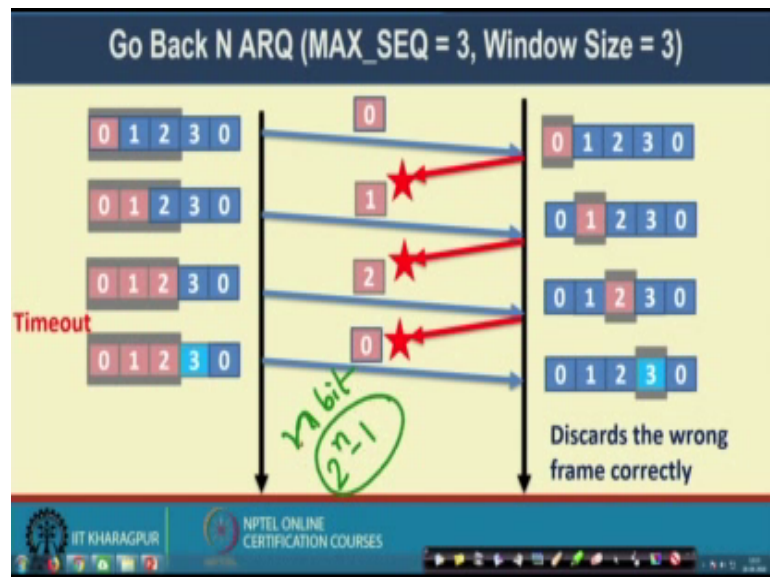 Go Back N ARQ (MAX_SEQ = 3, Window Size = 3)
0 1 2 3 0
0
0 1 2 3 0
0 1 2 3 0
1
0 1 2 3 0
0 1 2 3 0
2
0 1 2 3 0
Timeout
0 1 2 3 0
0
0 1 2 3 0
n bit
2^n-1
Discards the wrong
frame correctly
IIT KHARAGPUR
NPTEL ONLINE
CERTIFICATION COURSES